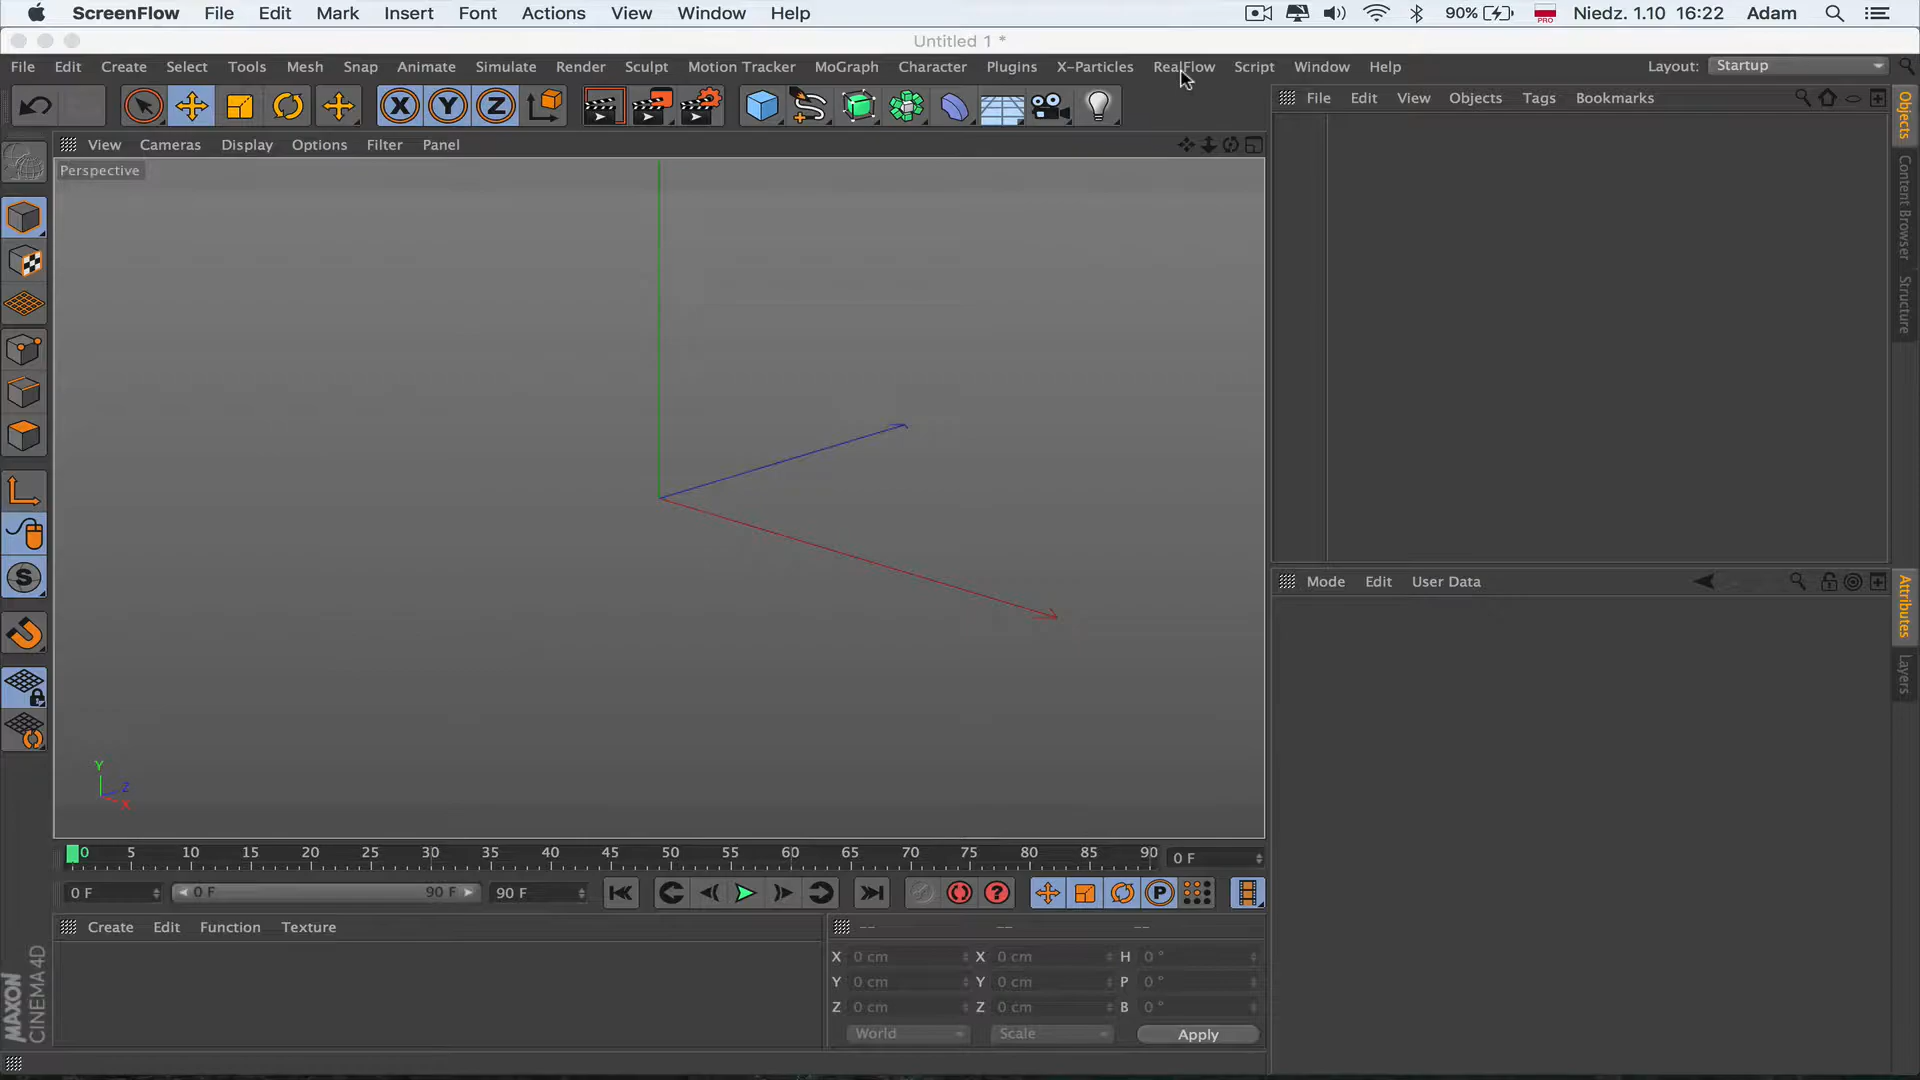 ScreenFlow File Edit Mark Insert Font Actions View Window Help 90% PRO Niedz. 1.10 16:22 Adam
Untitled 1 *
File Edit Create Select Tools Mesh Snap Animate Simulate Render Sculpt Motion Tracker MoGraph Character Plugins X-Particles RealFlow Script Window Help Layout: Startup
X Y Z
File Edit View Objects Tags Bookmarks
View Cameras Display Options Filter Panel
Perspective
Objects
Content Browser
Structure
S
Mode Edit User Data
Attributes
Layers
Y
Z
X
0 5 10 15 20 25 30 35 40 45 50 55 60 65 70 75 80 85 90 0 F
0 F 0 F 90 F 90 F ? P
Create Edit Function Texture
-- -- --
X 0 cm X 0 cm H 0 °
Y 0 cm Y 0 cm P 0 °
Z 0 cm Z 0 cm B 0 °
World Scale Apply
MAXON
CINEMA 4D